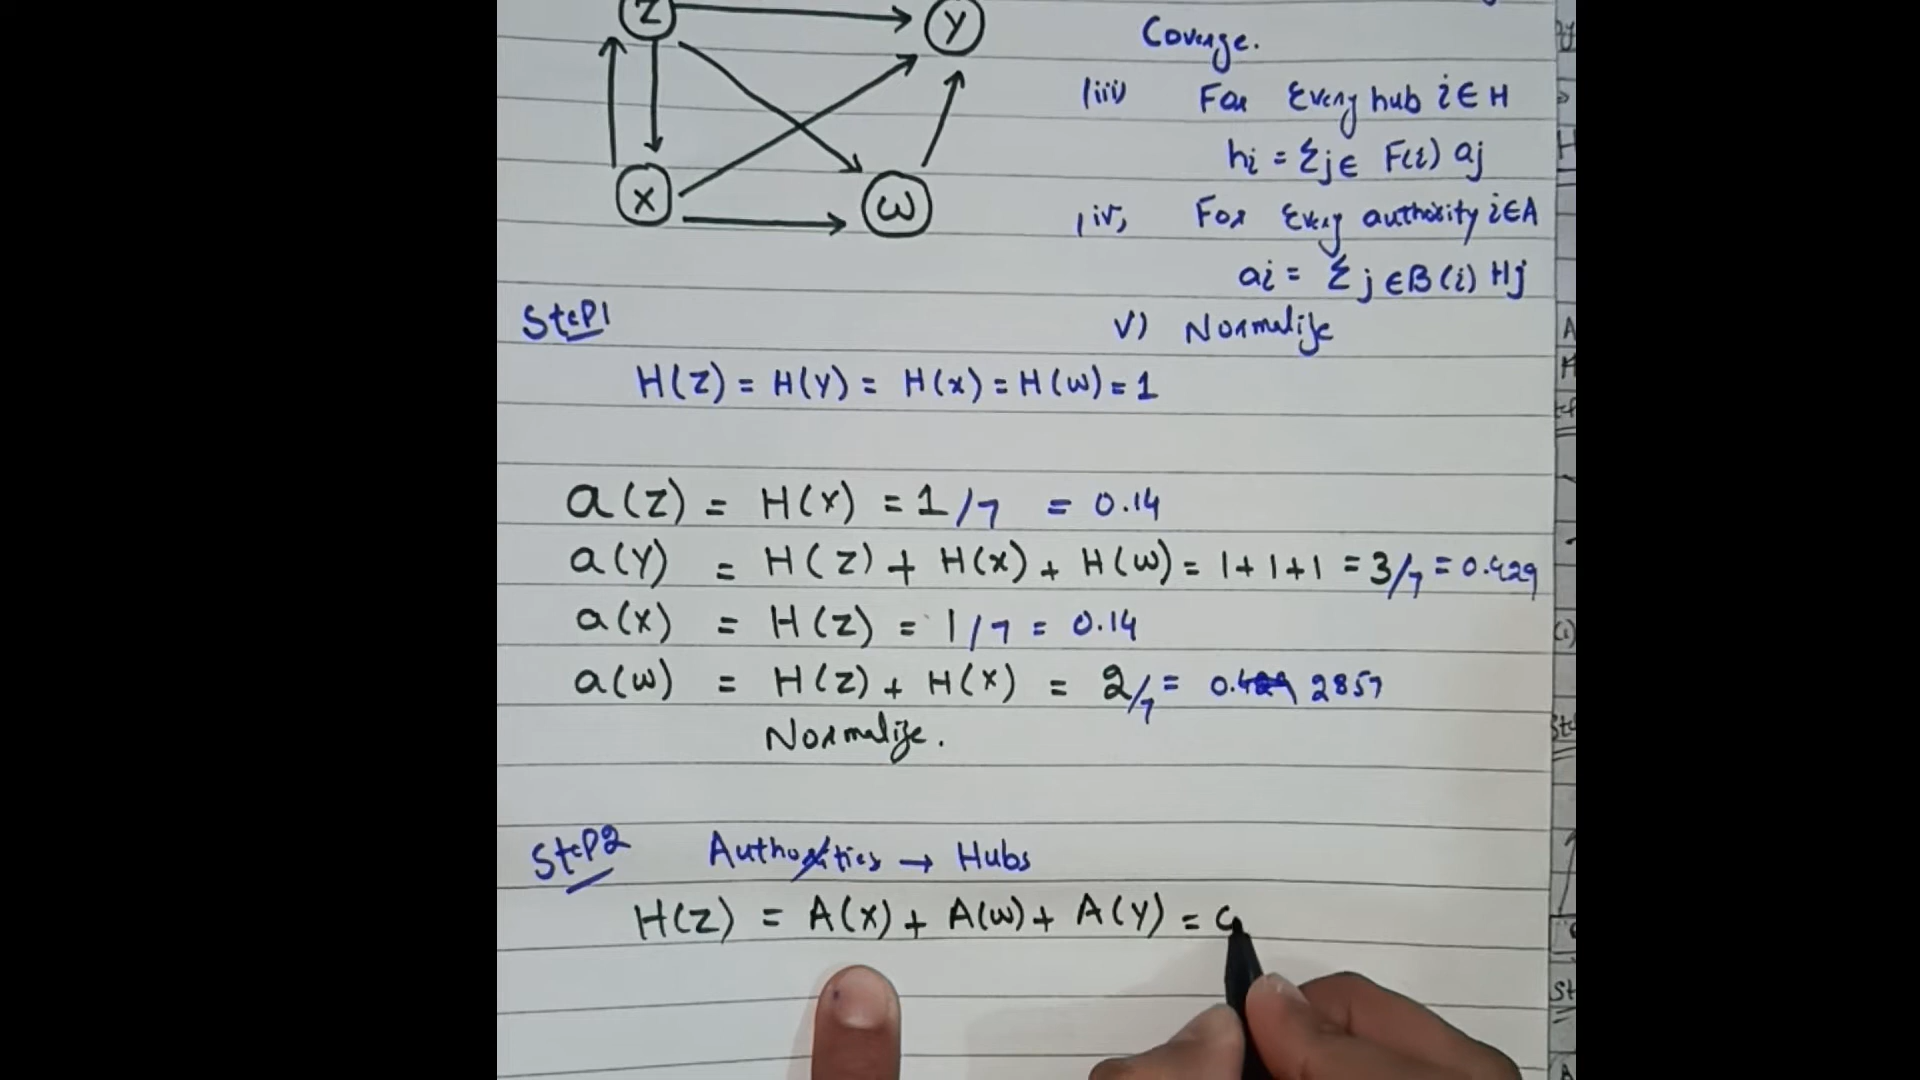 Z
Y
X
ω
Coverge.
(iii) For Every hub i∈H
hi = Σj∈ F(i) aj
(iv, For Every authority i∈A
ai = Σ j∈B(i) Hj
v) Normalize
Step1
H(Z) = H(Y) = H(x) = H(ω) = 1
a(Z) = H(X) = 1/7 = 0.14
a(Y) = H(Z) + H(x) + H(ω) = 1+1+1 = 3/7 = 0.429
a(X) = H(Z) = 1/7 = 0.14
a(ω) = H(Z) + H(X) = 2/7 = 0. 2857
Normalize.
Step2 Authorities → Hubs
H(Z) = A(X) + A(ω) + A(Y) =